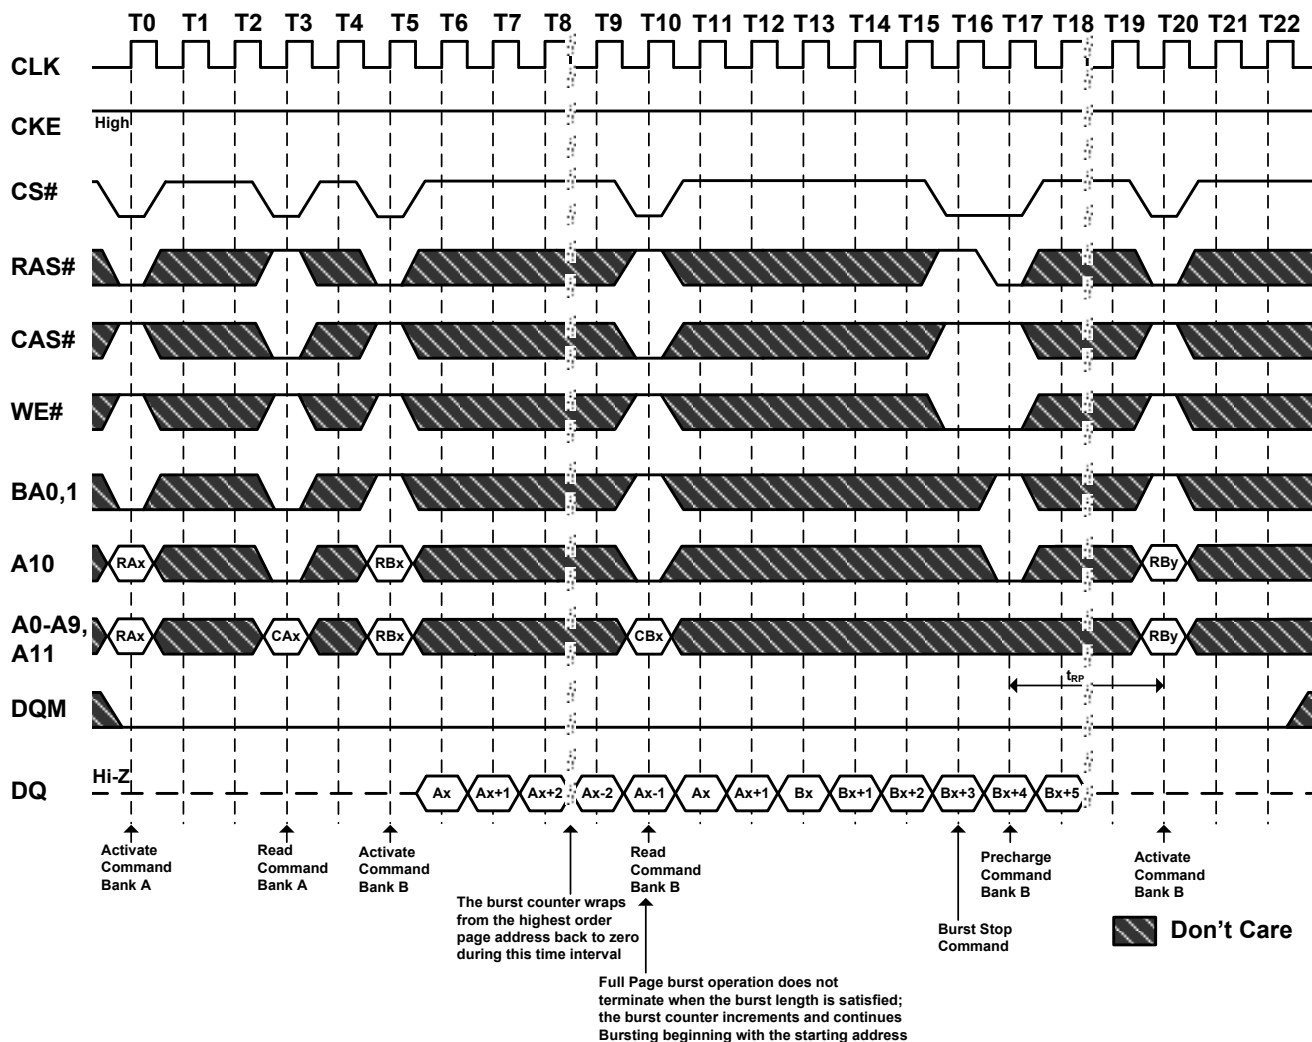 T0 T1 T2 T3 T4 T5 T6 T7 T8 T9 T10 T11 T12 T13 T14 T15 T16 T17 T18 T19 T20 T21 T22
CLK
CKE
High
CS#
RAS#
CAS#
WE#
BA0,1
A10
RAx RBx RBy
A0-A9,
A11
RAx CAx RBx CBx RBy
tRP
DQM
DQ
Hi-Z
Ax Ax+1 Ax+2 Ax-2 Ax-1 Ax Ax+1 Bx Bx+1 Bx+2 Bx+3 Bx+4 Bx+5
Activate
Command
Bank A
Read
Command
Bank A
Activate
Command
Bank B
The burst counter wraps
from the highest order
page address back to zero
during this time interval
Read
Command
Bank B
Full Page burst operation does not
terminate when the burst length is satisfied;
the burst counter increments and continues
Bursting beginning with the starting address
Burst Stop
Command
Precharge
Command
Bank B
Activate
Command
Bank B
Don't Care